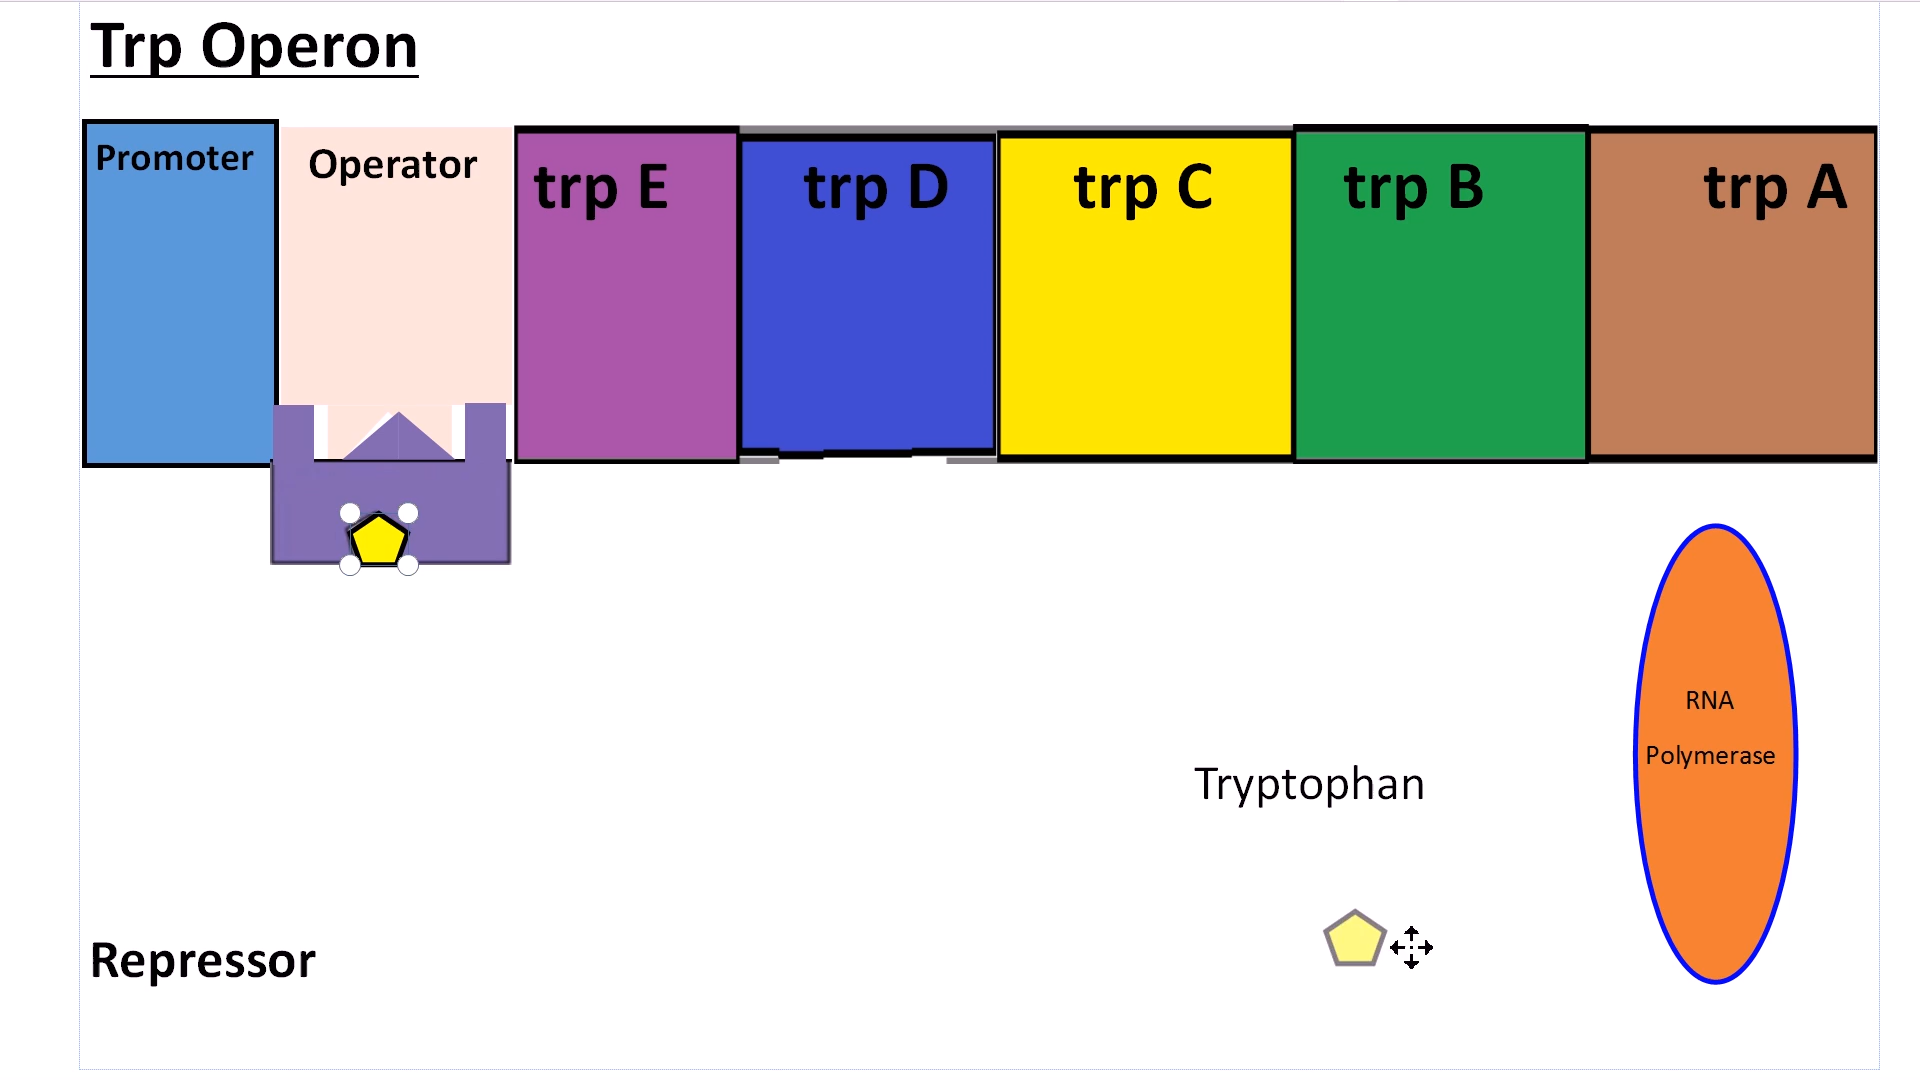 Trp Operon
Promoter
Operator
trp E
trp D
trp C
trp B
trp A
RNA
Polymerase
Tryptophan
Repressor